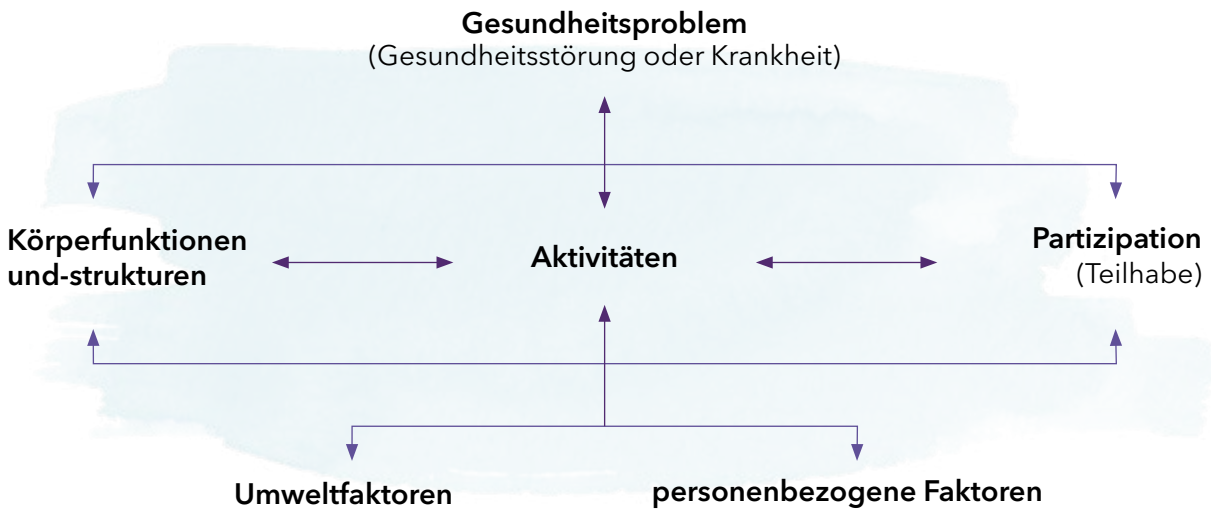 Gesundheitsproblem
(Gesundheitsstörung oder Krankheit)
Körperfunktionen
und-strukturen
Aktivitäten
Partizipation
(Teilhabe)
Umweltfaktoren
personenbezogene Faktoren